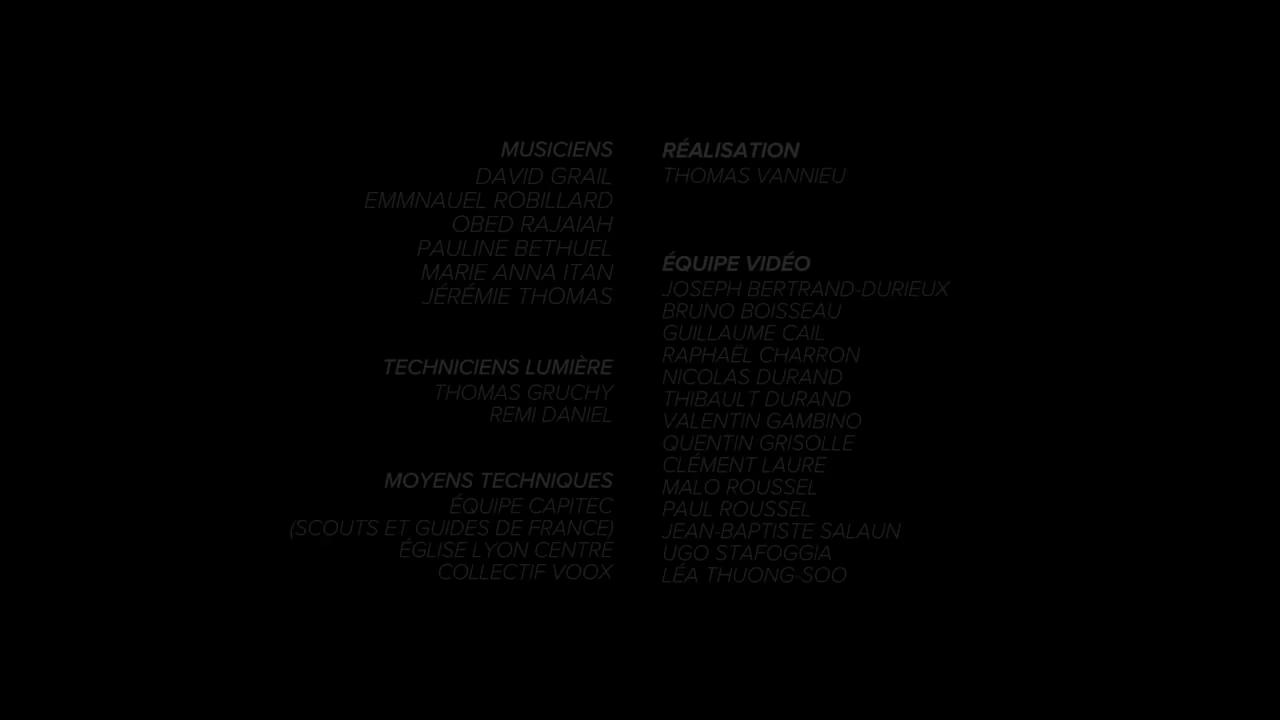 MUSICIENS
DAVID GRAIL
EMMNAUEL ROBILLARD
OBED RAJAIAH
PAULINE BETHUEL
MARIE ANNA ITAN
JÉRÉMIE THOMAS
TECHNICIENS LUMIÈRE
THOMAS GRUCHY
REMI DANIEL
MOYENS TECHNIQUES
ÉQUIPE CAPITEC
(SCOUTS ET GUIDES DE FRANCE)
ÉGLISE LYON CENTRE
COLLECTIF VOOX
RÉALISATION
THOMAS VANNIEU
ÉQUIPE VIDÉO
JOSEPH BERTRAND-DURIEUX
BRUNO BOISSEAU
GUILLAUME CAIL
RAPHAËL CHARRON
NICOLAS DURAND
THIBAULT DURAND
VALENTIN GAMBINO
QUENTIN GRISOLLE
CLÉMENT LAURE
MALO ROUSSEL
PAUL ROUSSEL
JEAN-BAPTISTE SALAUN
UGO STAFOGGIA
LÉA THUONG-SOO